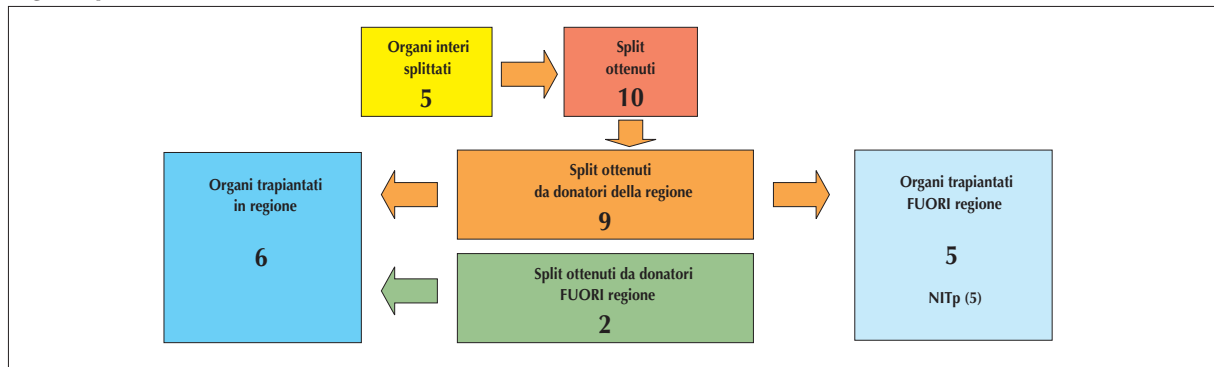 Organi interi
splittati
5
Split
ottenuti
10
Organi trapiantati
in regione
6
Split ottenuti
da donatori della regione
9
Split ottenuti da donatori
FUORI regione
2
Organi trapiantati
FUORI regione
5
NITp (5)